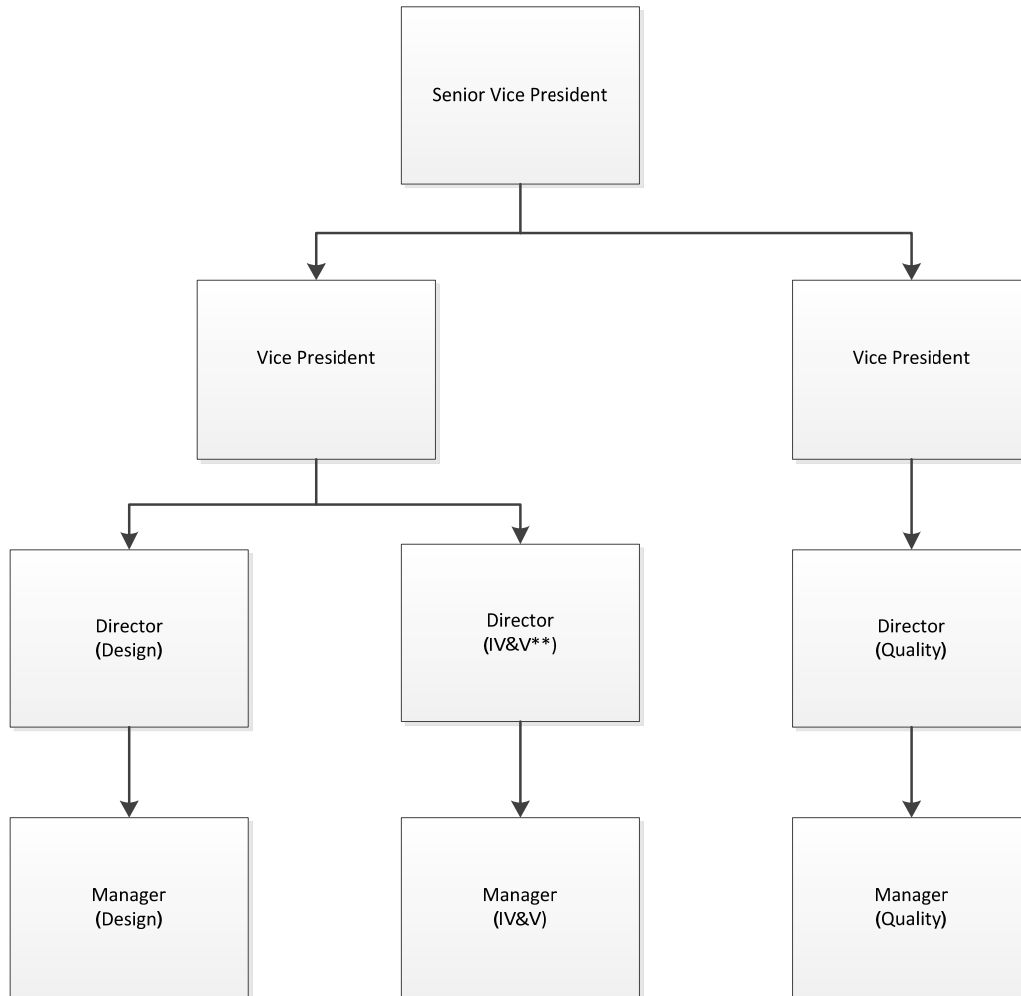 Senior Vice President
Vice President
Vice President
Director
(Design)
Director
(IV&V**)
Director
(Quality)
Manager
(Design)
Manager
(IV&V)
Manager
(Quality)